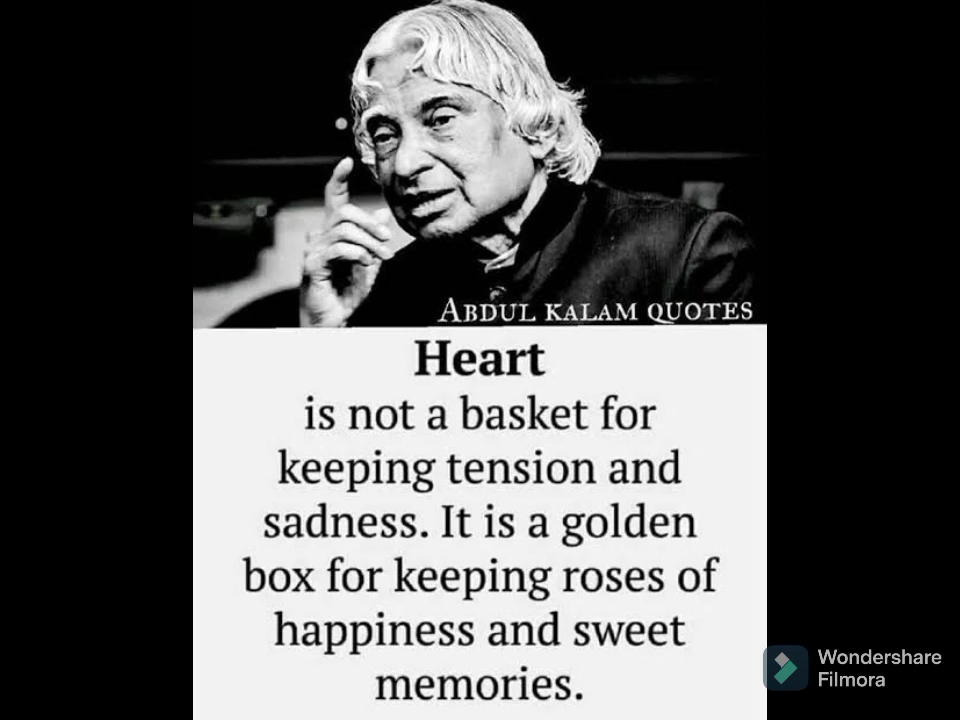 ABDUL KALAM QUOTES
Heart
is not a basket for
keeping tension and
sadness. It is a golden
box for keeping roses of
happiness and sweet
memories.
Wondershare
Filmora